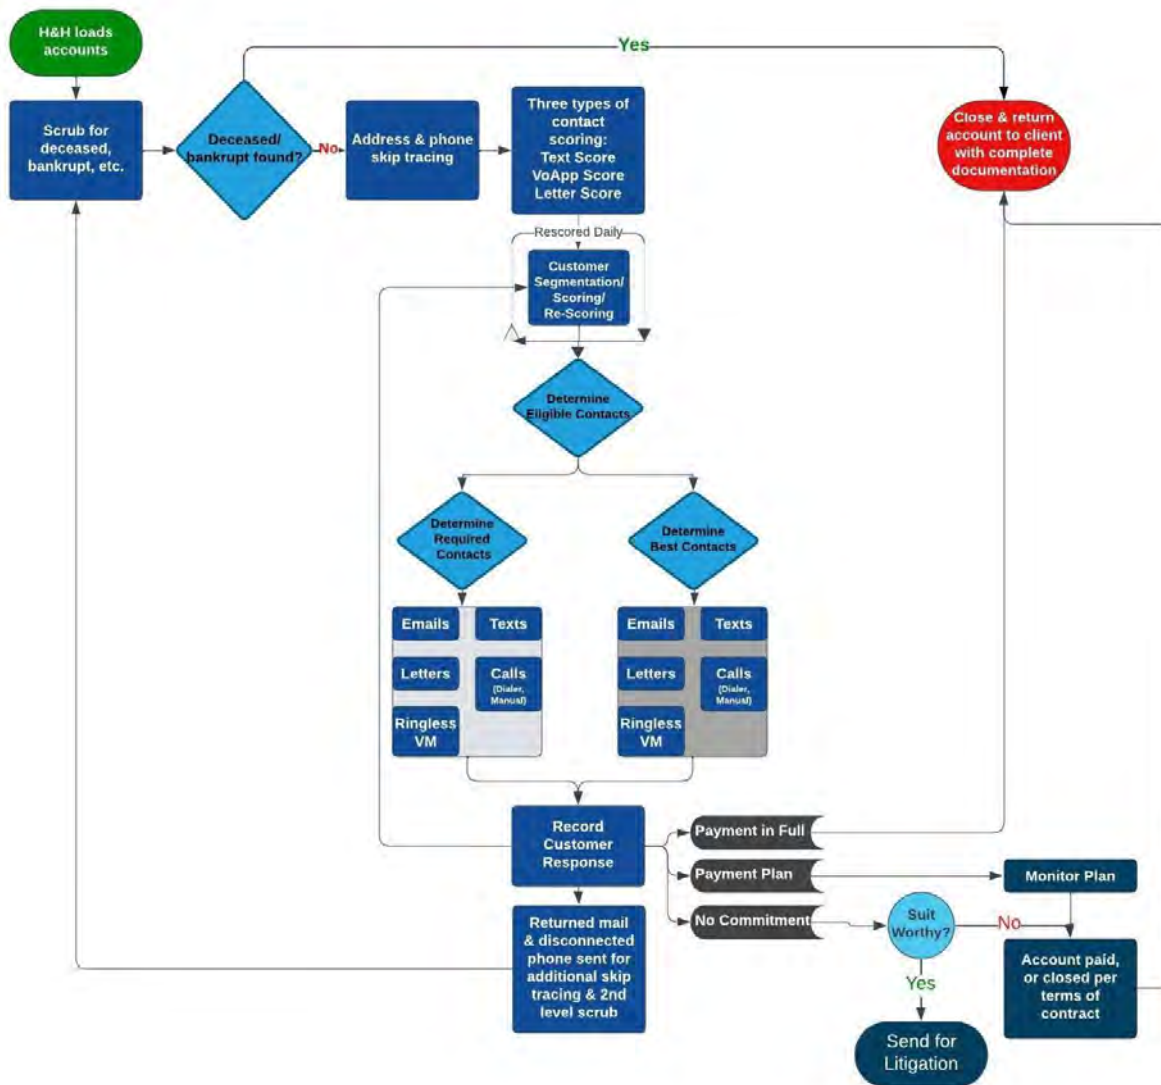 H&H loads
accounts
Yes
Scrub for
deceased,
bankrupt, etc.
Deceased/
bankrupt found?
No
Address & phone
skip tracing
Three types of
contact
scoring:
Text Score
VoApp Score
Letter Score
Close & return
account to client
with complete
documentation
Rescored Daily
Customer
Segmentation/
Scoring/
Re-Scoring
Determine
Eligible Contacts
Determine
Required
Contacts
Determine
Best Contacts
Emails
Texts
Letters
Calls
(Dialer,
Manual)
Ringless
VM
Emails
Texts
Letters
Calls
(Dialer,
Manual)
Ringless
VM
Record
Customer
Response
Payment in Full
Payment Plan
No Commitment
Monitor Plan
Suit
Worthy?
No
Yes
Account paid,
or closed per
terms of
contract
Returned mail
& disconnected
phone sent for
additional skip
tracing & 2nd
level scrub
Send for
Litigation